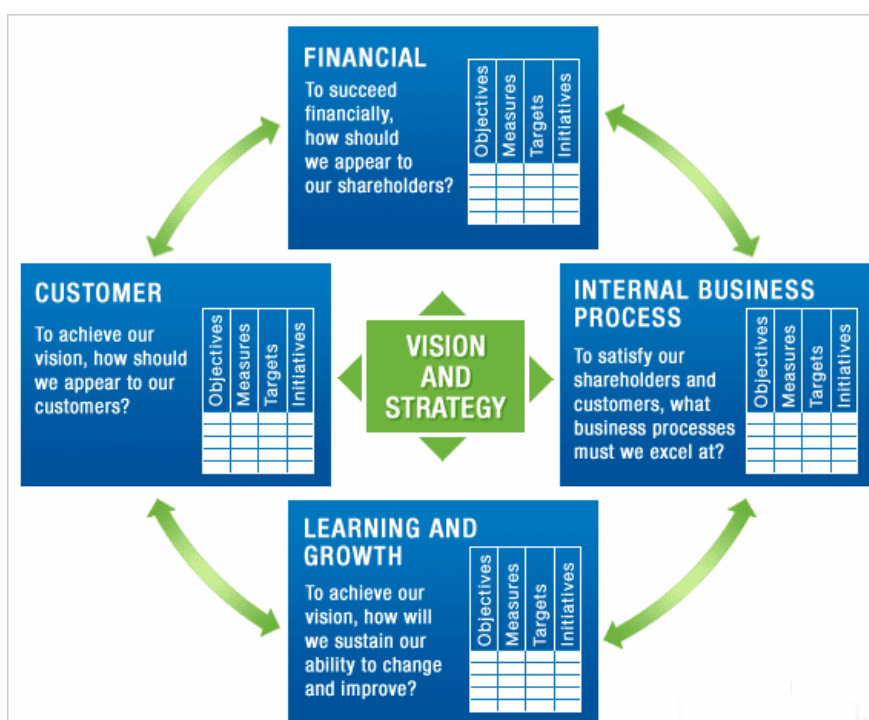 FINANCIAL
To succeed
financially,
how should
we appear to
our shareholders?
Objectives
Measures
Targets
Initiatives
CUSTOMER
To achieve our
vision, how should
we appear to our
customers?
Objectives
Measures
Targets
Initiatives
VISION
AND
STRATEGY
INTERNAL BUSINESS
PROCESS
To satisfy our
shareholders and
customers, what
business processes
must we excel at?
Objectives
Measures
Targets
Initiatives
LEARNING AND
GROWTH
To achieve our
vision, how will
we sustain our
ability to change
and improve?
Objectives
Measures
Targets
Initiatives